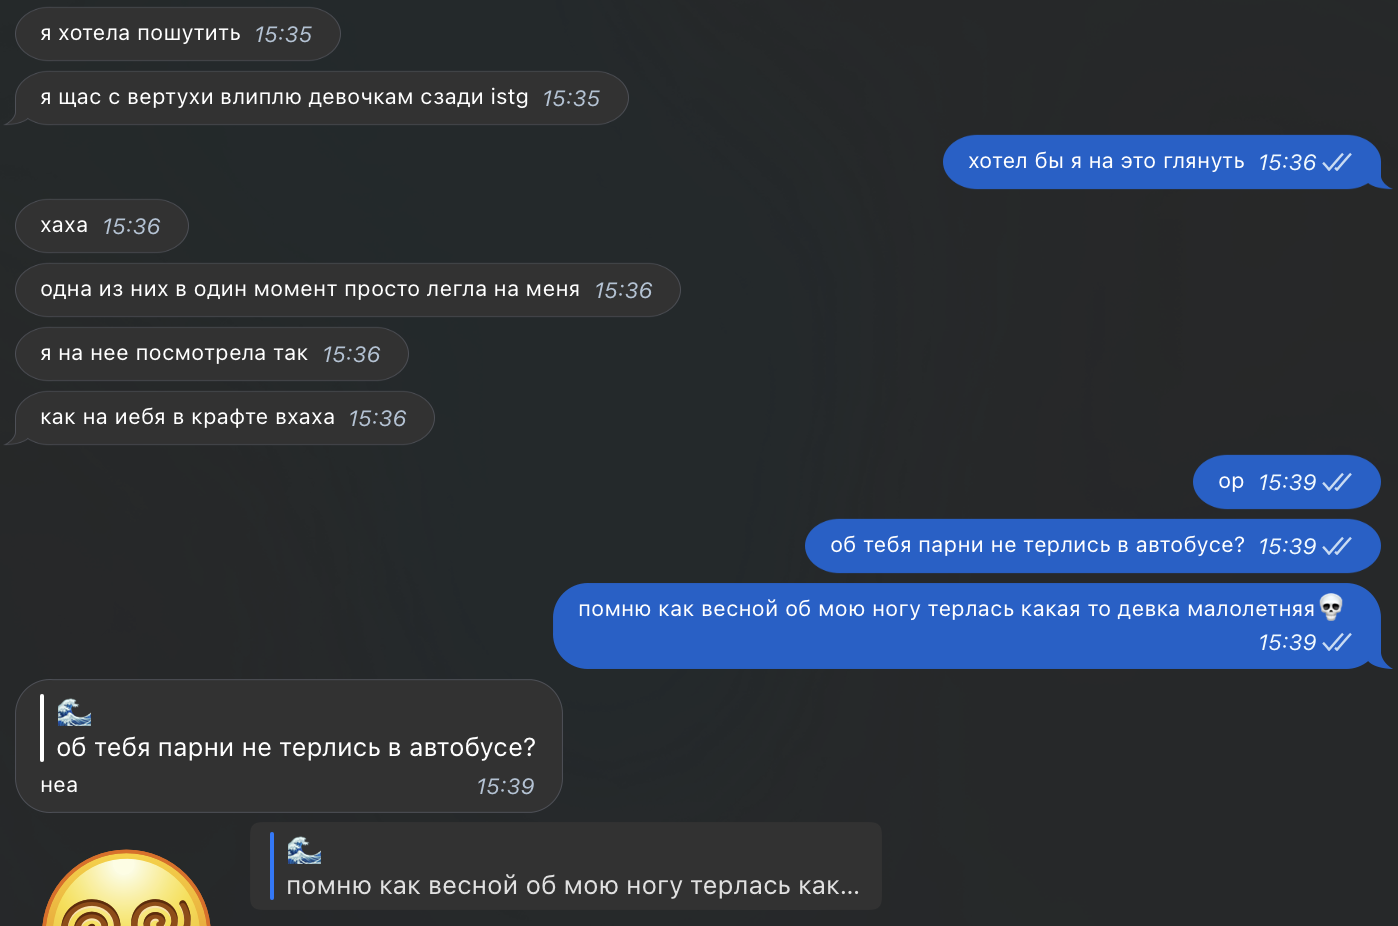 я хотела пошутить 15:35
я щас с вертухи влиплю девочкам сзади istg 15:35
хотел бы я на это глянуть 15:36
хаха 15:36
одна из них в один момент просто легла на меня 15:36
я на нее посмотрела так 15:36
как на иебя в крафте вхаха 15:36
ор 15:39
об тебя парни не терлись в автобусе? 15:39
помню как весной об мою ногу терлась какая то девка малолетняя💀
15:39
🌊
об тебя парни не терлись в автобусе?
неа 15:39
🌊
помню как весной об мою ногу терлась как...